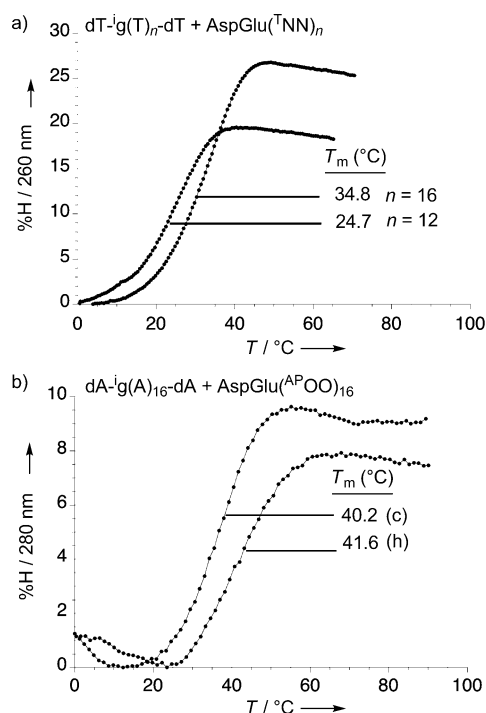 a) dT-ⁱg(T)ₙ-dT + AspGlu(ᵀNN)ₙ
30
25
20
15
10
5
0
%H / 260 nm
Tm (°C)
34.8 n = 16
24.7 n = 12
0 20 40 60 80 100
T / °C
b) dA-ⁱg(A)₁₆-dA + AspGlu(ᴬᴾOO)₁₆
10
8
6
4
2
0
%H / 280 nm
Tm (°C)
40.2 (c)
41.6 (h)
0 20 40 60 80 100
T / °C